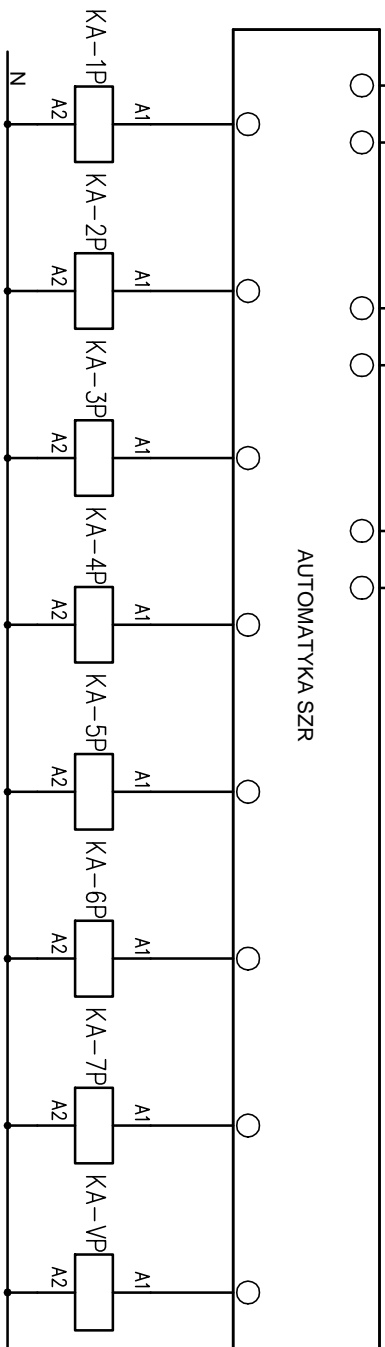 AUTOMATYKA SZR
A1
A1
A1
A1
A1
A1
A1
A1
KA-1P
KA-2P
KA-3P
KA-4P
KA-5P
KA-6P
KA-7P
KA-VP
A2
A2
A2
A2
A2
A2
A2
A2
N